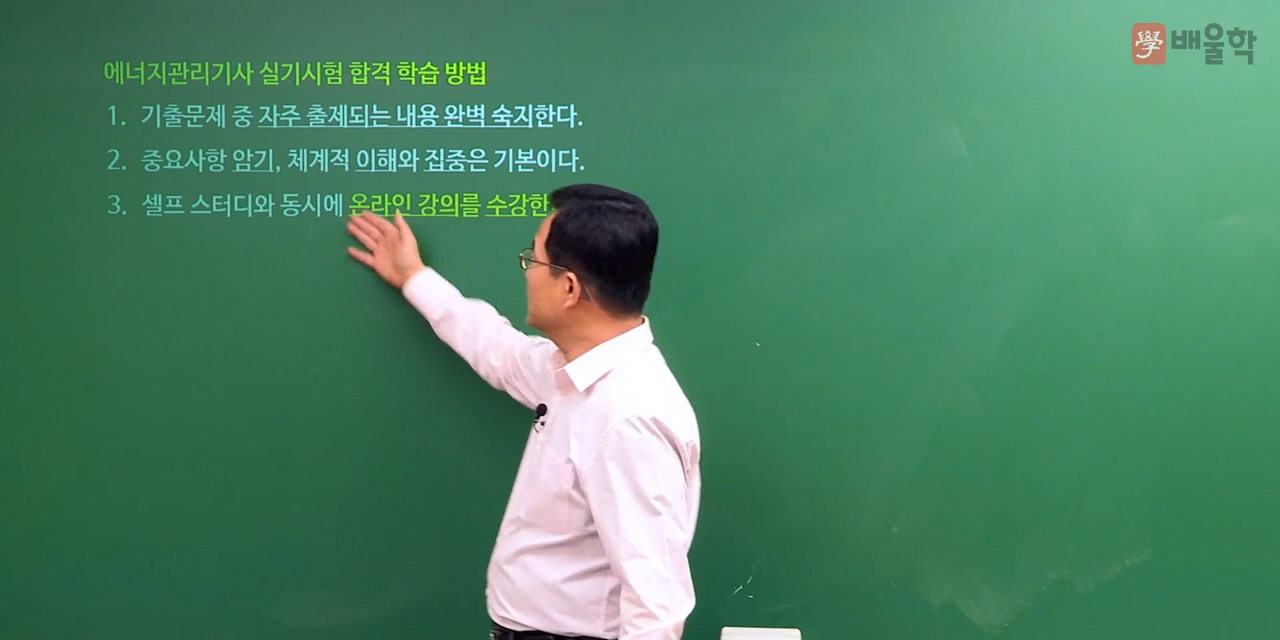 學 배울학
에너지관리기사 실기시험 합격 학습 방법
1. 기출문제 중 자주 출제되는 내용 완벽 숙지한다.
2. 중요사항 암기, 체계적 이해와 집중은 기본이다.
3. 셀프 스터디와 동시에 온라인 강의를 수강한